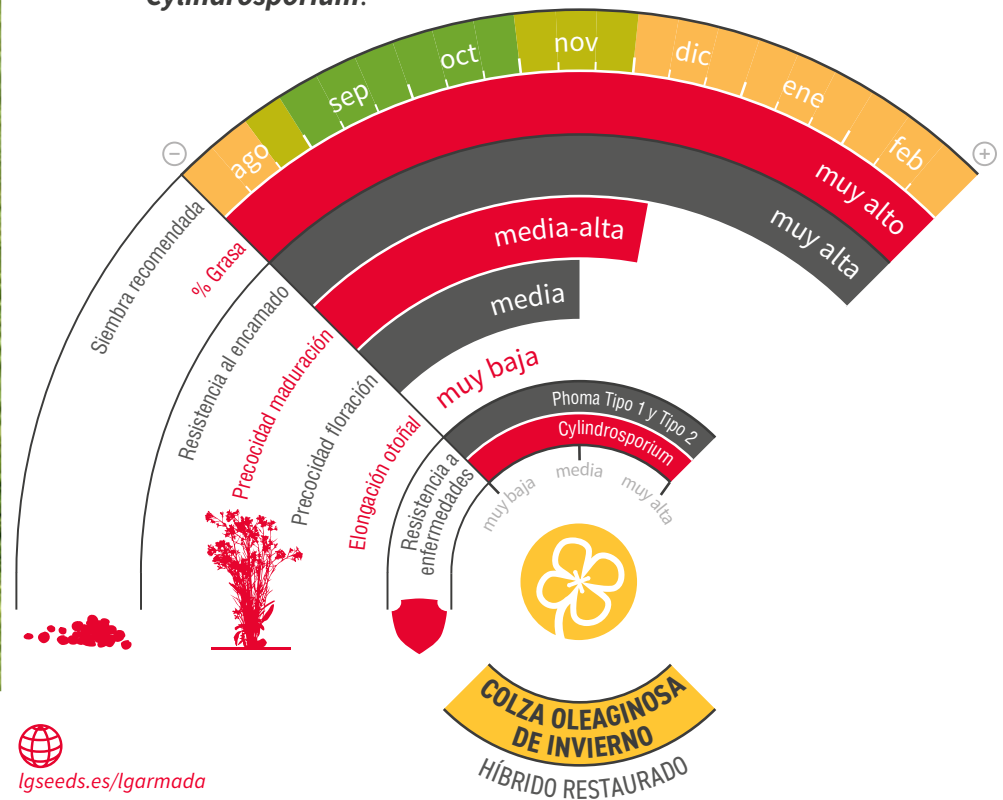 Cylindrosporium.
ago
sep
oct
nov
dic
ene
feb
−
+
Siembra recomendada
% Grasa
muy alto
Resistencia al encamado
muy alta
Precocidad maduración
media-alta
Precocidad floración
media
Elongación otoñal
muy baja
Resistencia a
enfermedades
Phoma Tipo 1 y Tipo 2
Cylindrosporium
muy baja
media
muy alta
COLZA OLEAGINOSA
DE INVIERNO
HÍBRIDO RESTAURADO
lgseeds.es/lgarmada